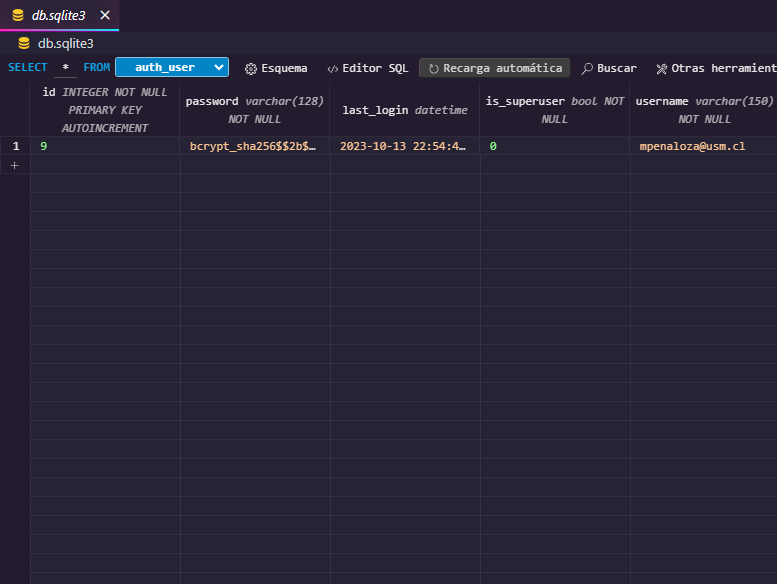 db.sqlite3
db.sqlite3
SELECT * FROM auth_user Esquema Editor SQL Recarga automática Buscar Otras herramient
id INTEGER NOT NULL PRIMARY KEY AUTOINCREMENT
password varchar(128) NOT NULL
last_login datetime
is_superuser bool NOT NULL
username varchar(150) NOT NULL
1 9 bcrypt_sha256$$2b$… 2023-10-13 22:54:4… 0 mpenaloza@usm.cl
+